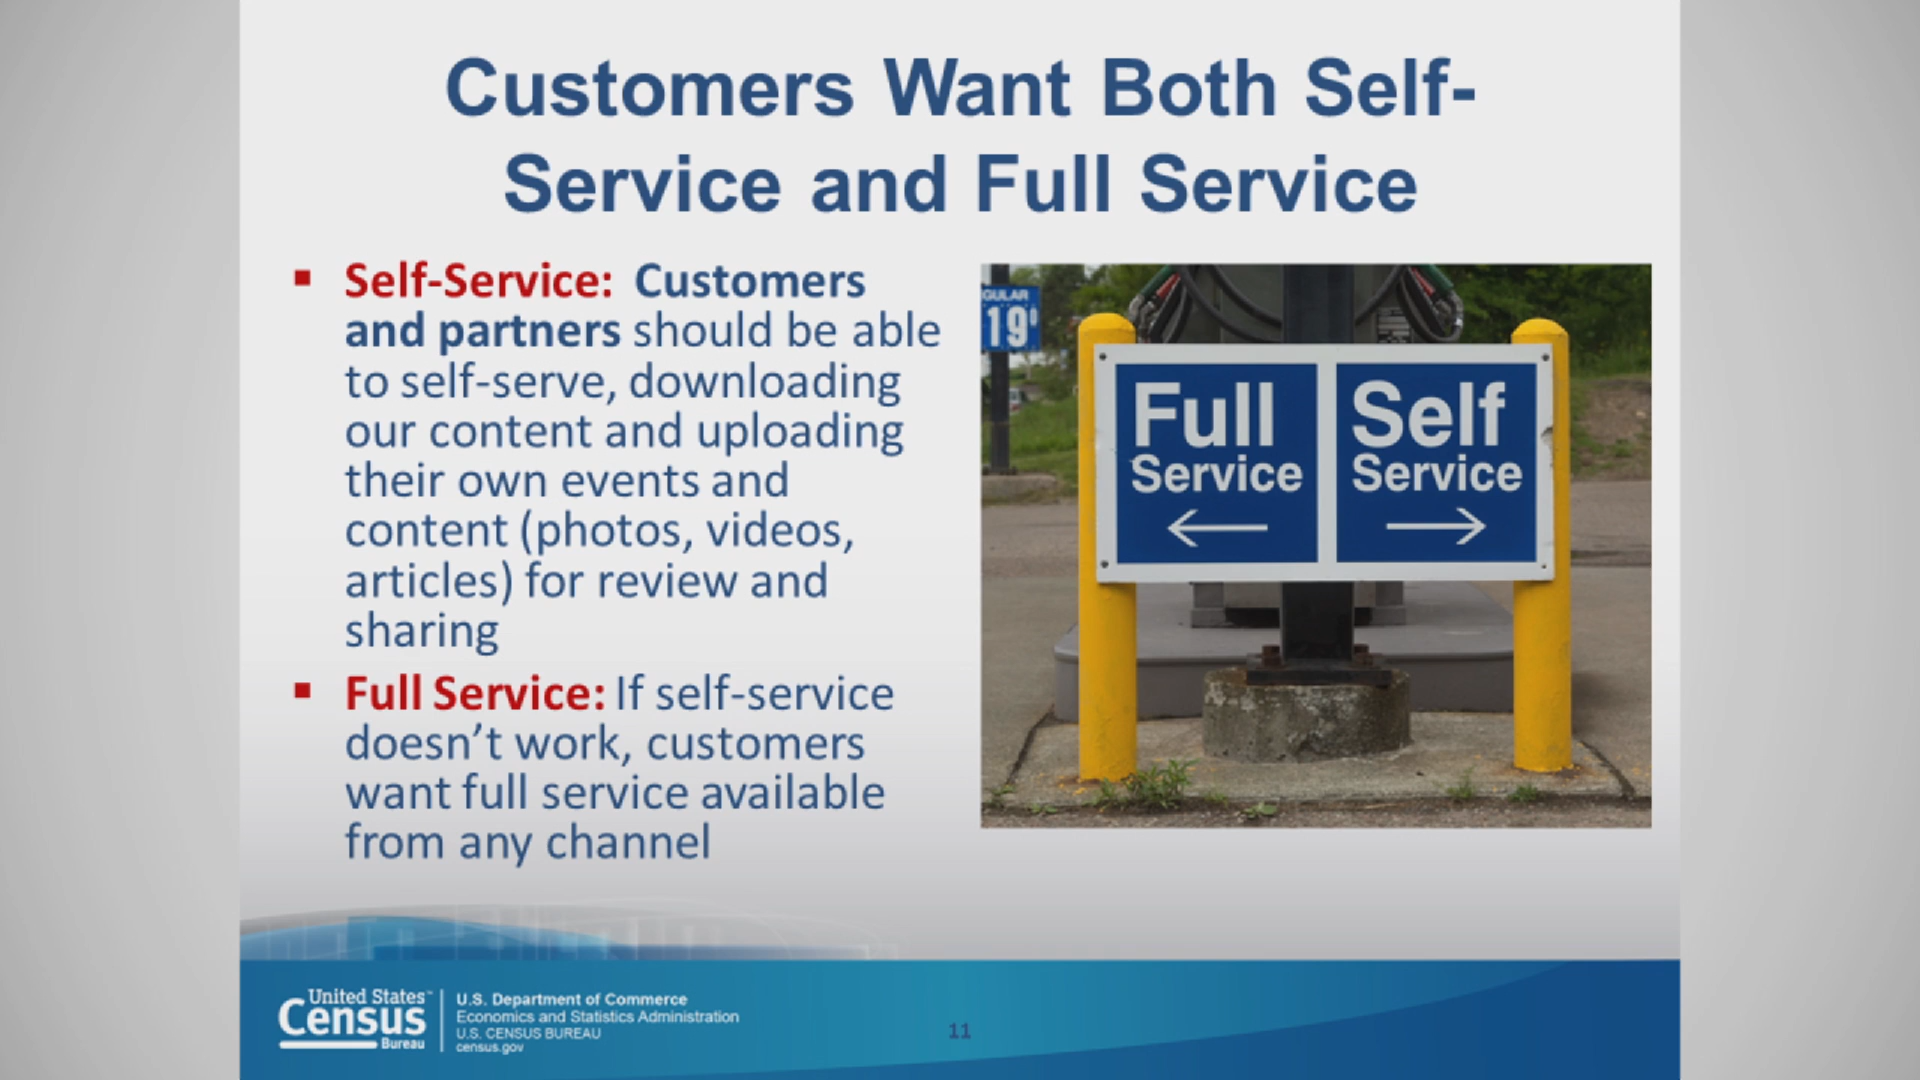 Customers Want Both Self-
Service and Full Service
Self-Service: Customers
and partners should be able
to self-serve, downloading
our content and uploading
their own events and
content (photos, videos,
articles) for review and
sharing
Full Service: If self-service
doesn't work, customers
want full service available
from any channel
GULAR
19⁹
Full
Service
Self
Service
United States™
Census
Bureau
U.S. Department of Commerce
Economics and Statistics Administration
U.S. CENSUS BUREAU
census.gov
11